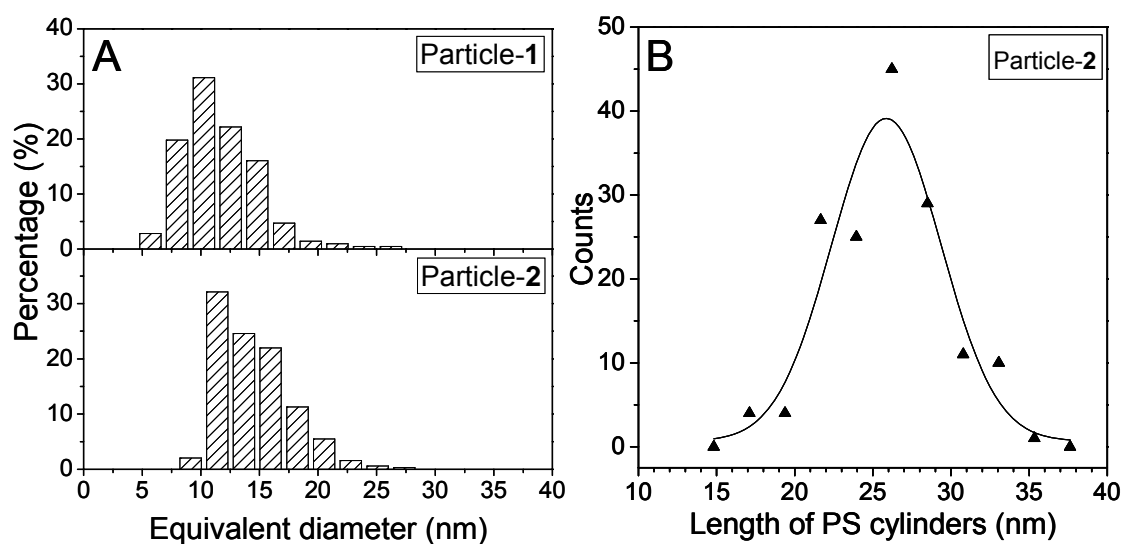 A
Particle-1
40
30
20
10
0
Particle-2
30
20
10
0
0 5 10 15 20 25 30 35 40
Percentage (%)
Equivalent diameter (nm)
B
Particle-2
50
40
30
20
10
0
10 15 20 25 30 35 40
Counts
Length of PS cylinders (nm)